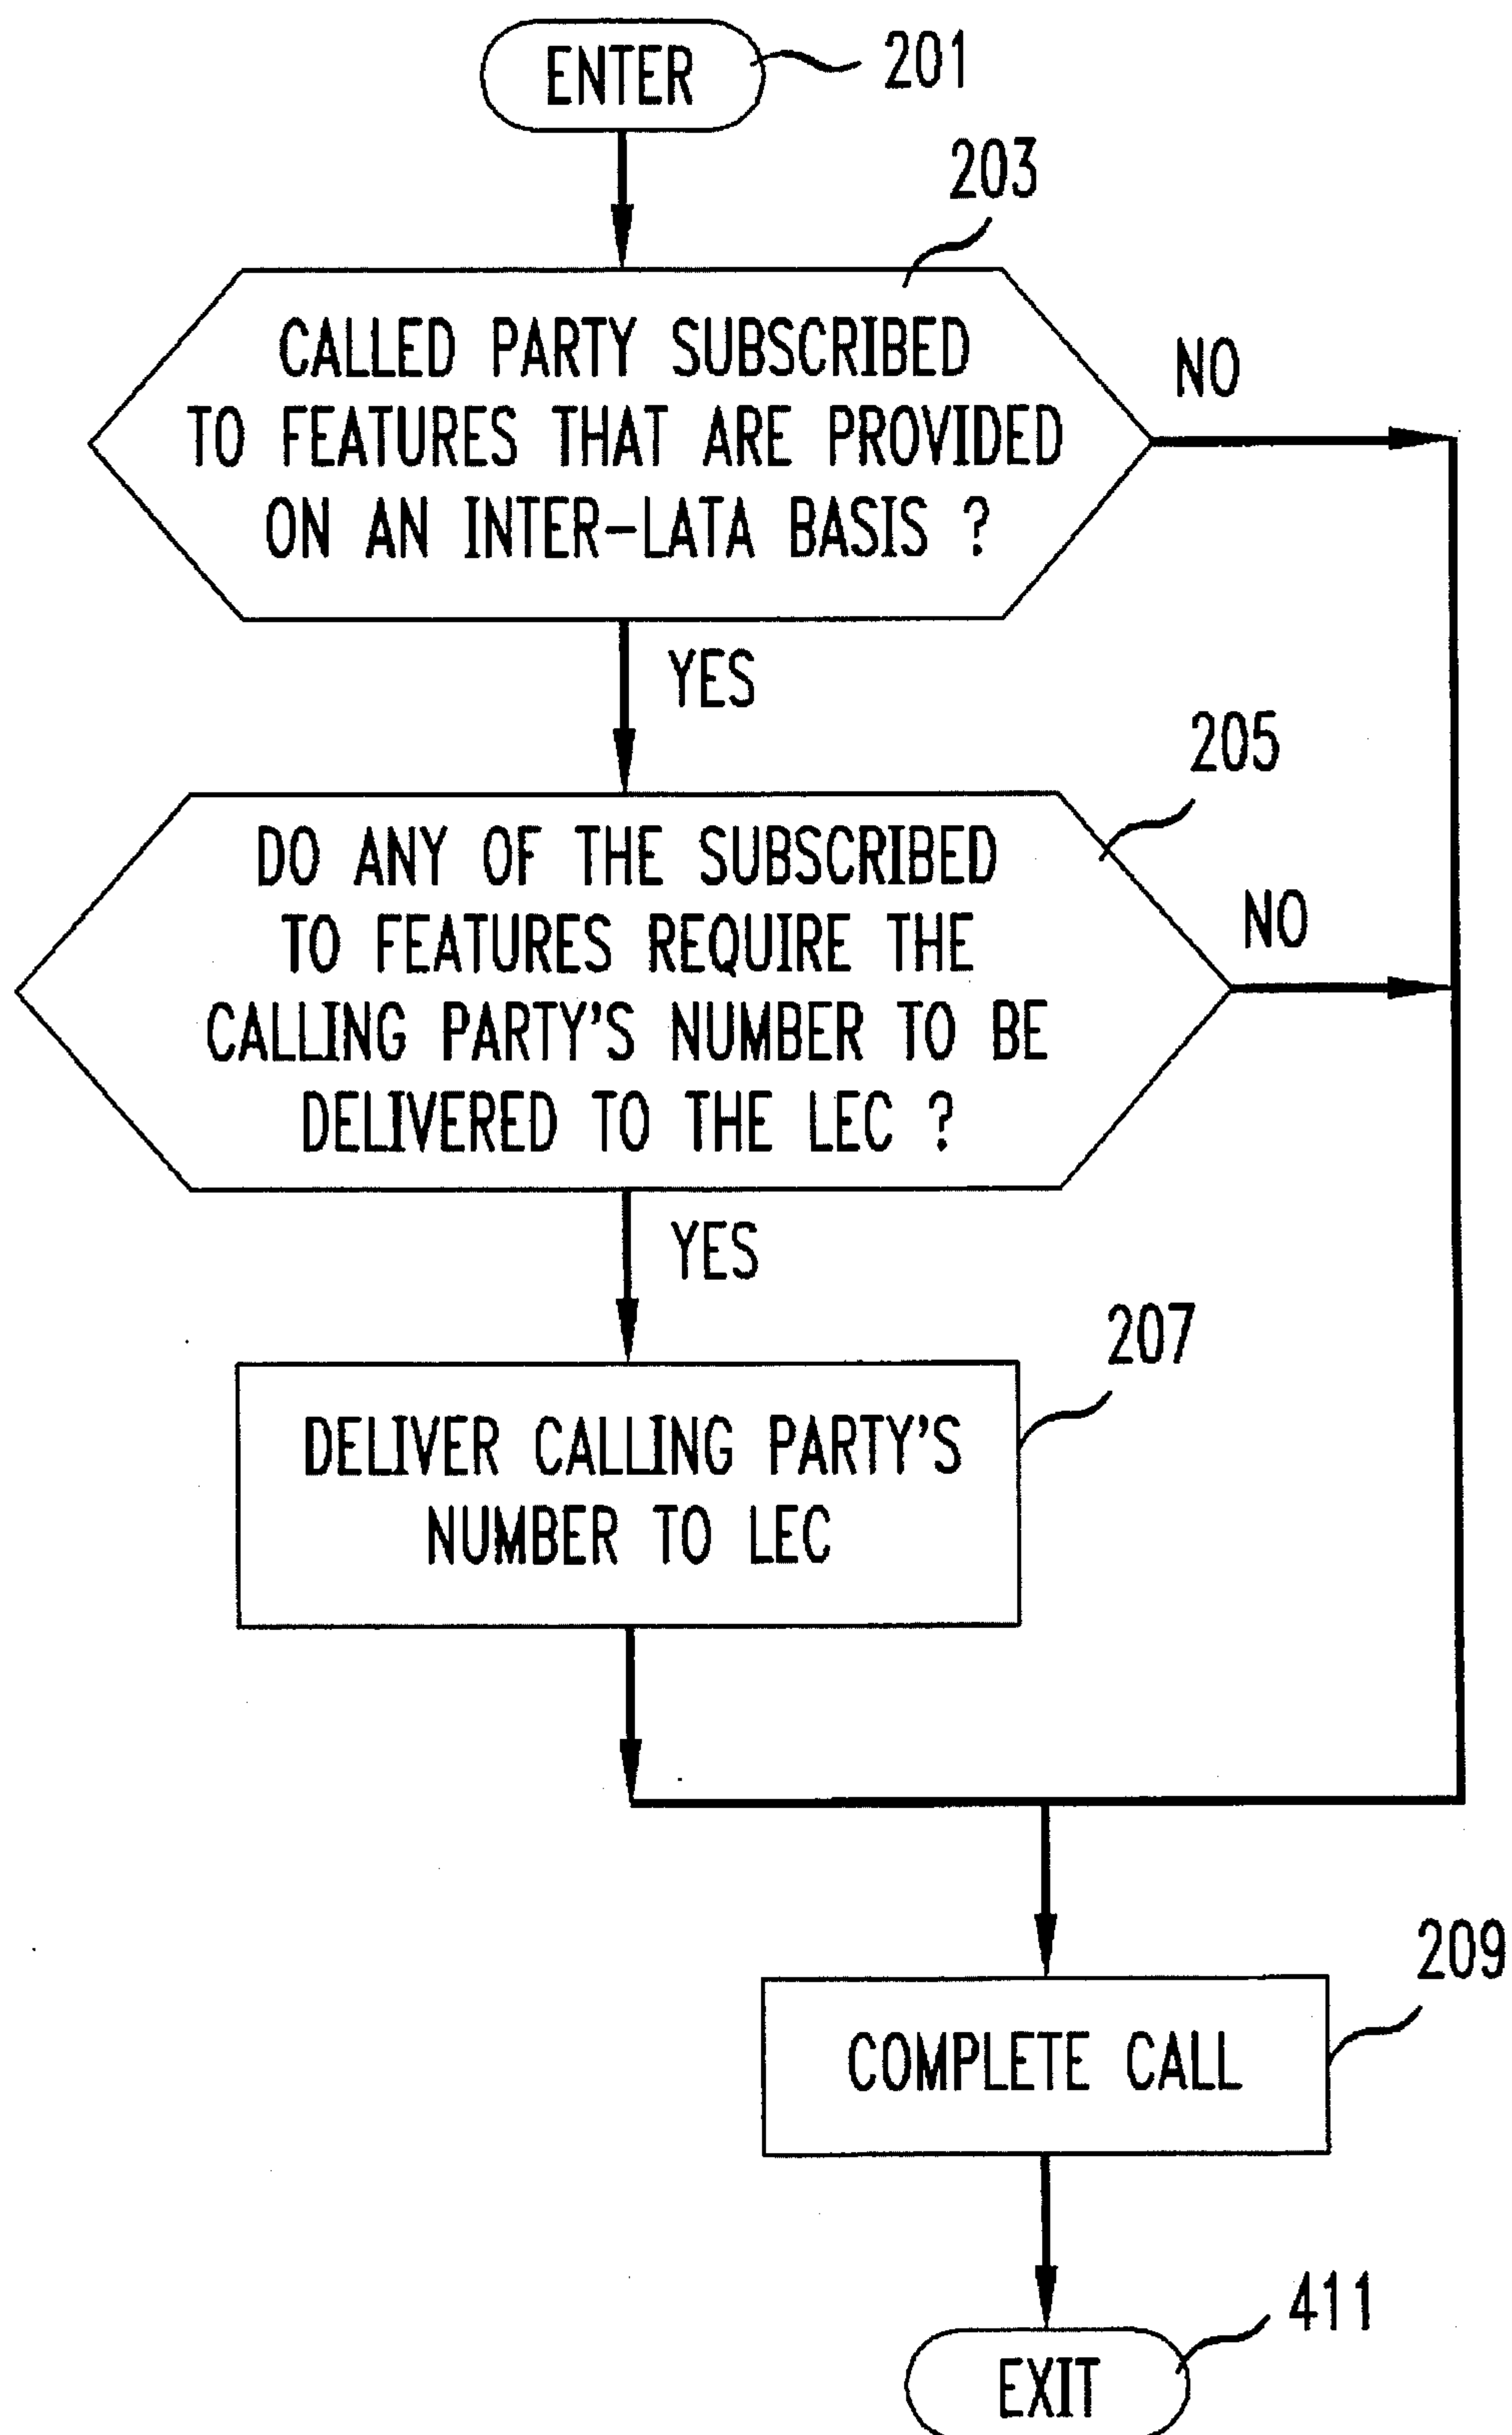 ENTER
201
203
CALLED PARTY SUBSCRIBED
TO FEATURES THAT ARE PROVIDED
ON AN INTER-LATA BASIS ?
NO
YES
205
DO ANY OF THE SUBSCRIBED
TO FEATURES REQUIRE THE
CALLING PARTY'S NUMBER TO BE
DELIVERED TO THE LEC ?
NO
YES
207
DELIVER CALLING PARTY'S
NUMBER TO LEC
209
COMPLETE CALL
411
EXIT